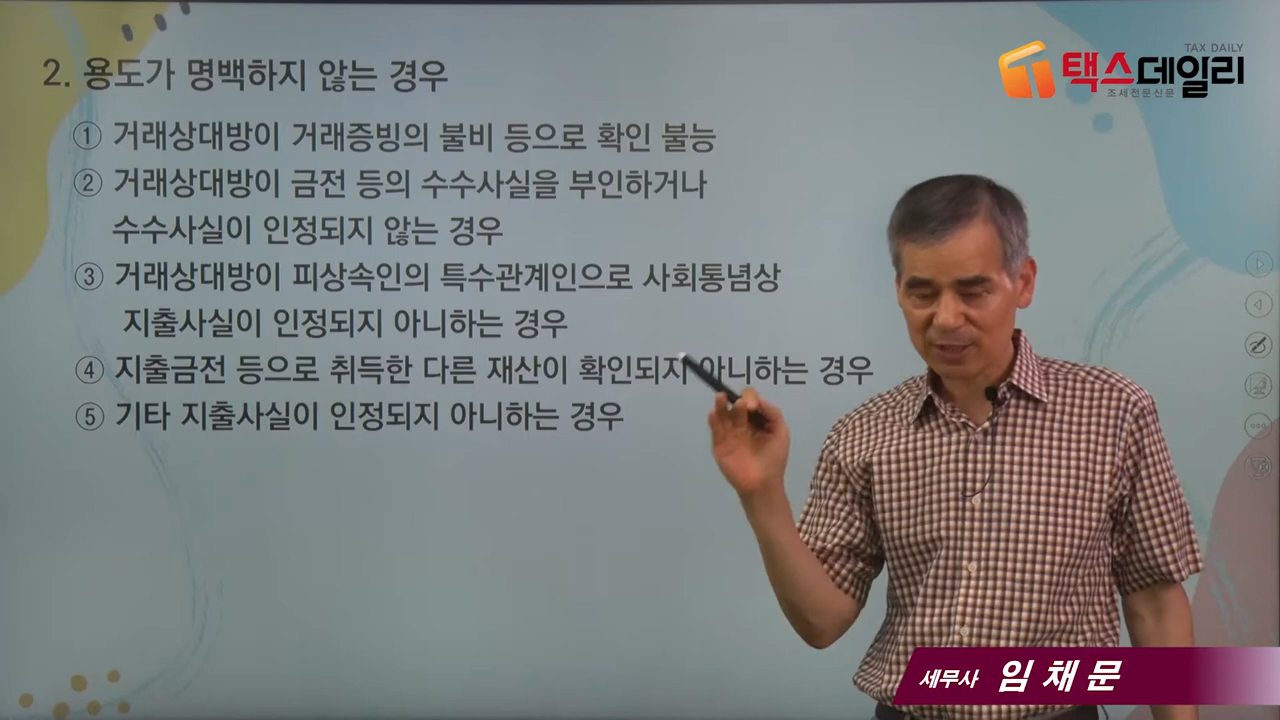 2. 용도가 명백하지 않는 경우
① 거래상대방이 거래증빙의 불비 등으로 확인 불능
② 거래상대방이 금전 등의 수수사실을 부인하거나
수수사실이 인정되지 않는 경우
③ 거래상대방이 피상속인의 특수관계인으로 사회통념상
지출사실이 인정되지 아니하는 경우
④ 지출금전 등으로 취득한 다른 재산이 확인되지 아니하는 경우
⑤ 기타 지출사실이 인정되지 아니하는 경우
TAX DAILY
택스데일리
조세전문신문
세무사 임채문